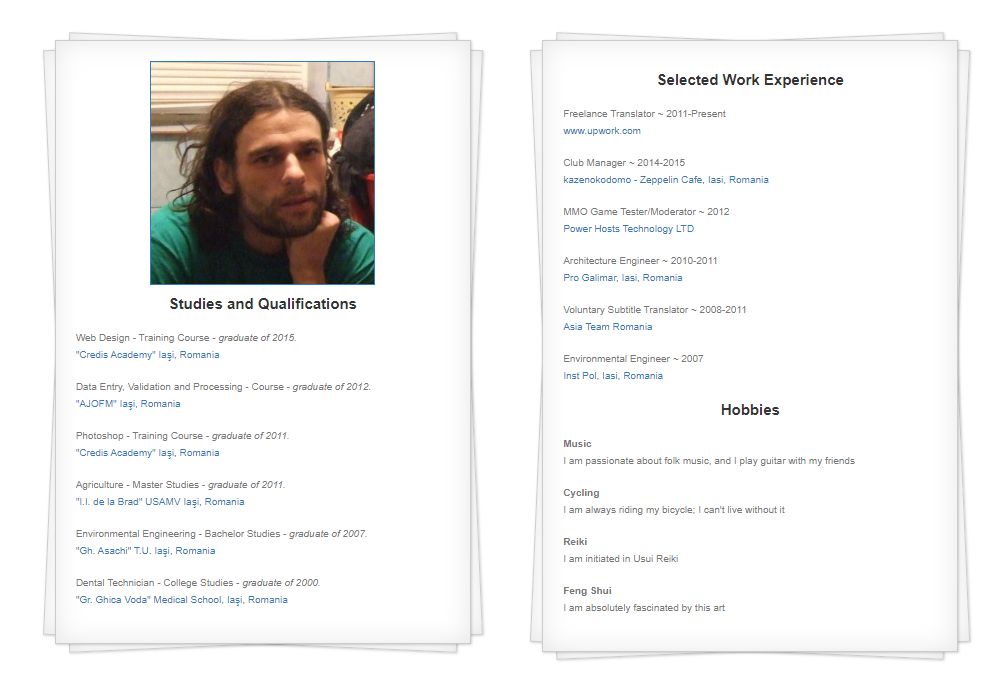 Studies and Qualifications
Web Design - Training Course - graduate of 2015.
"Credis Academy" Iaşi, Romania
Data Entry, Validation and Processing - Course - graduate of 2012.
"AJOFM" Iaşi, Romania
Photoshop - Training Course - graduate of 2011.
"Credis Academy" Iaşi, Romania
Agriculture - Master Studies - graduate of 2011.
"I.I. de la Brad" USAMV Iaşi, Romania
Environmental Engineering - Bachelor Studies - graduate of 2007.
"Gh. Asachi" T.U. Iaşi, Romania
Dental Technician - College Studies - graduate of 2000.
"Gr. Ghica Voda" Medical School, Iaşi, Romania
Selected Work Experience
Freelance Translator ~ 2011-Present
www.upwork.com
Club Manager ~ 2014-2015
kazenokodomo - Zeppelin Cafe, Iasi, Romania
MMO Game Tester/Moderator ~ 2012
Power Hosts Technology LTD
Architecture Engineer ~ 2010-2011
Pro Galimar, Iasi, Romania
Voluntary Subtitle Translator ~ 2008-2011
Asia Team Romania
Environmental Engineer ~ 2007
Inst Pol, Iasi, Romania
Hobbies
Music
I am passionate about folk music, and I play guitar with my friends
Cycling
I am always riding my bicycle; I can't live without it
Reiki
I am initiated in Usui Reiki
Feng Shui
I am absolutely fascinated by this art